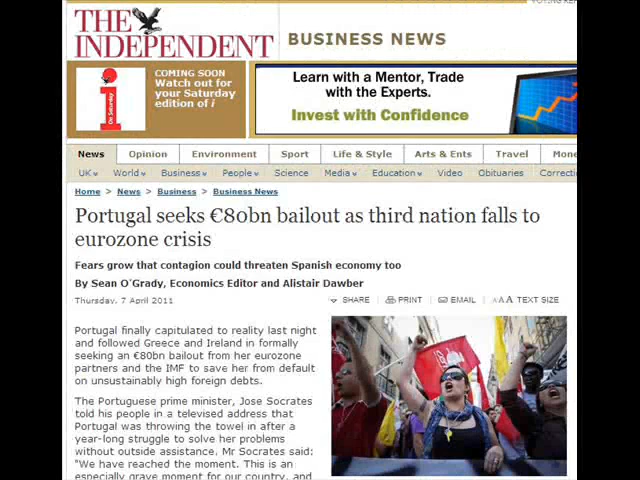 THE
INDEPENDENT
BUSINESS NEWS
COMING SOON
Watch out for
your Saturday
edition of i
i
On Saturday
Learn with a Mentor, Trade
with the Experts.
Invest with Confidence
News Opinion Environment Sport Life & Style Arts & Ents Travel Mone
UK World Business People Science Media Education Video Obituaries Correcti
Home > News > Business > Business News
Portugal seeks €80bn bailout as third nation falls to
eurozone crisis
Fears grow that contagion could threaten Spanish economy too
By Sean O'Grady, Economics Editor and Alistair Dawber
Thursday, 7 April 2011
SHARE PRINT EMAIL AAA TEXT SIZE
Portugal finally capitulated to reality last night
and followed Greece and Ireland in formally
seeking an €80bn bailout from her eurozone
partners and the IMF to save her from default
on unsustainably high foreign debts.
The Portuguese prime minister, Jose Socrates
told his people in a televised address that
Portugal was throwing the towel in after a
year-long struggle to solve her problems
without outside assistance. Mr Socrates said:
"We have reached the moment. This is an
especially grave moment for our country, and